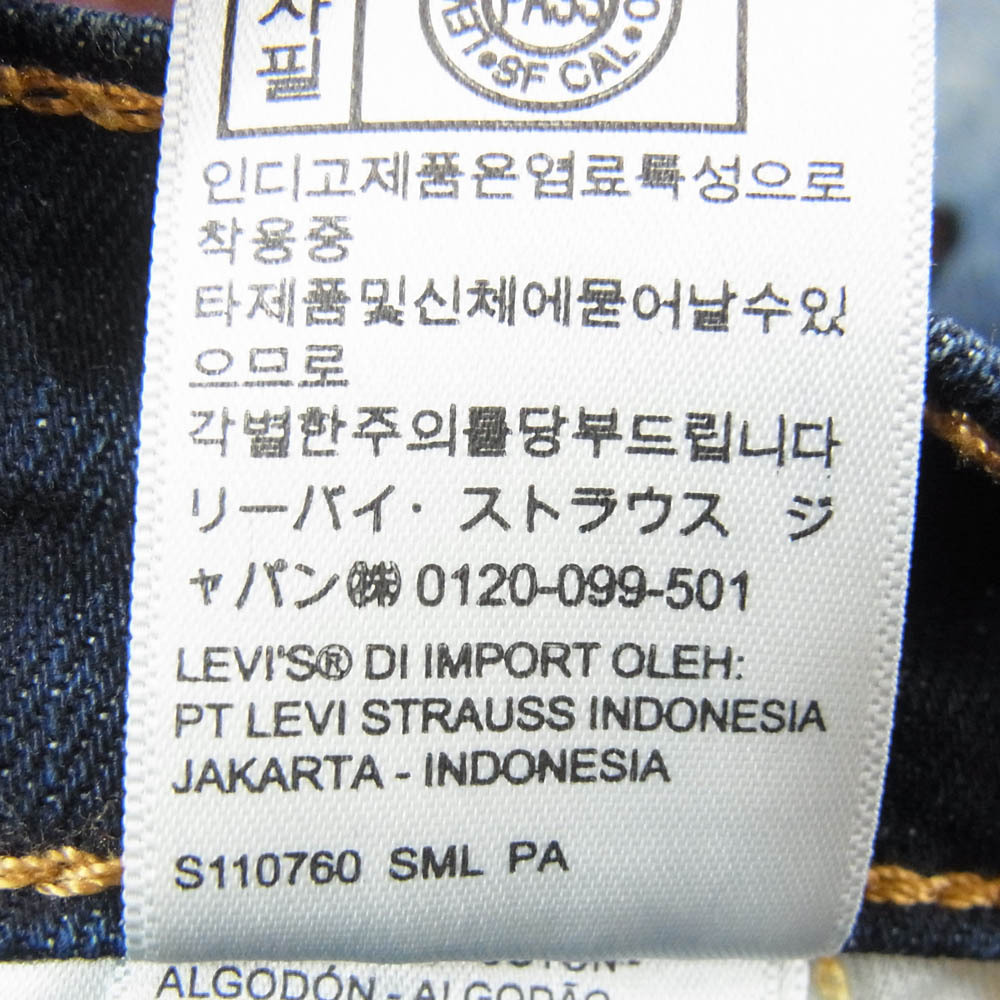 사
필
PASS
SF CAL
인디고제품은염료특성으로
착용중
타제품및신체에묻어날수있
으므로
각별한주의를당부드립니다
リーバイ・ ストラウス ジ
ャパン㈱ 0120-099-501
LEVI'S® DI IMPORT OLEH:
PT LEVI STRAUSS INDONESIA
JAKARTA - INDONESIA
S110760 SML PA
ALGODÓN - ALGODÃO